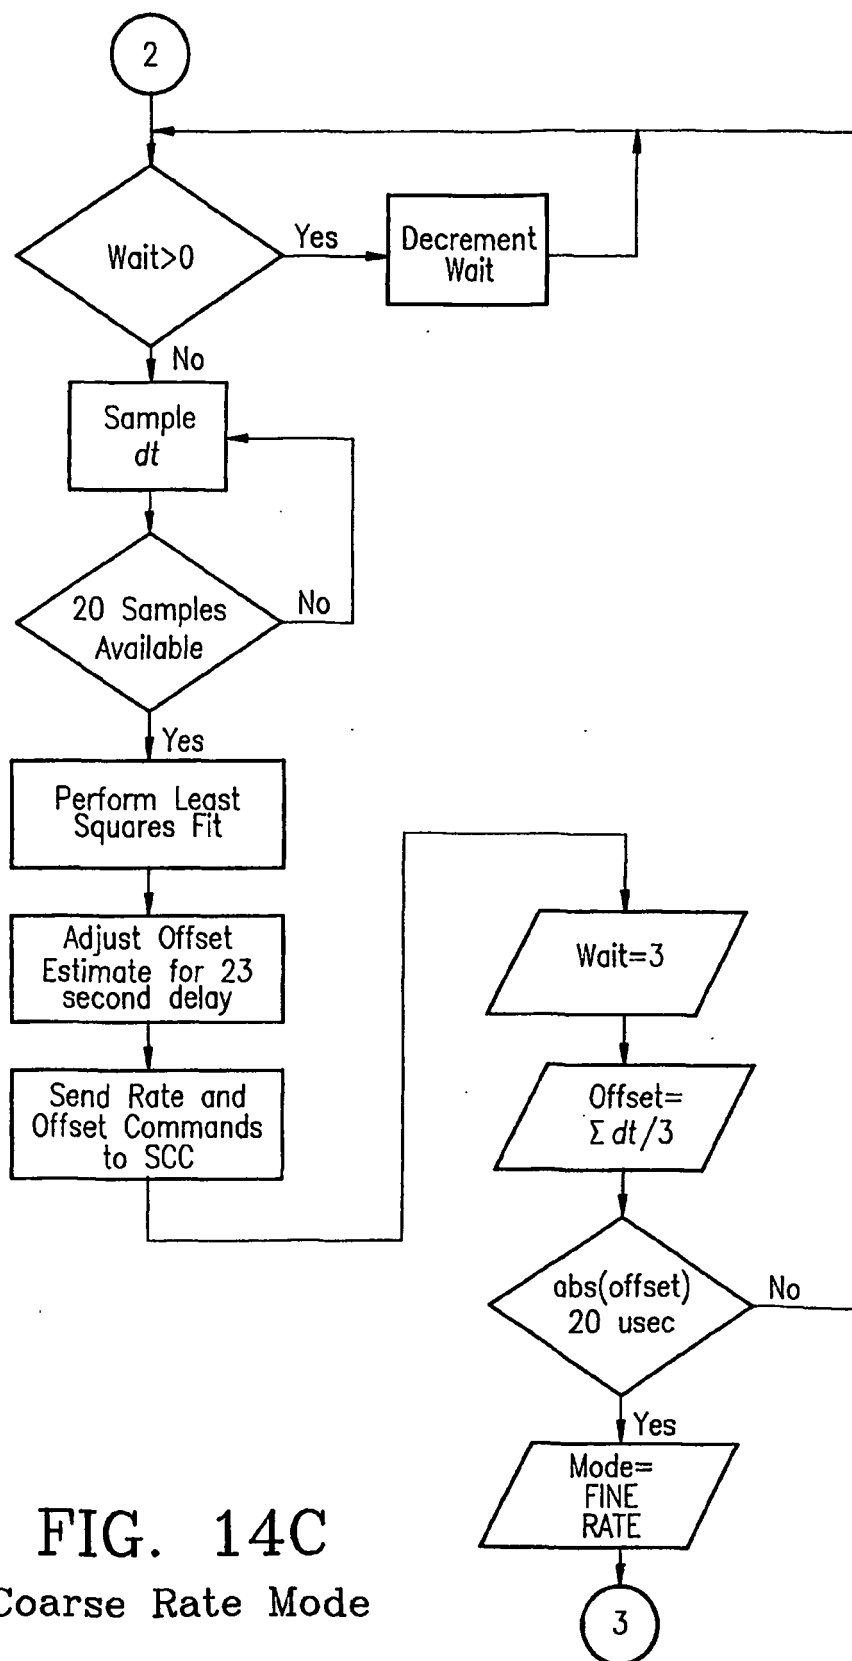 2
Wait>0
Yes
Decrement
Wait
No
Sample
dt
20 Samples
Available
No
Yes
Perform Least
Squares Fit
Adjust Offset
Estimate for 23
second delay
Send Rate and
Offset Commands
to SCC
Wait=3
Offset=
Σ dt/3
abs(offset)
20 usec
No
Yes
Mode=
FINE
RATE
3
FIG. 14C
Coarse Rate Mode